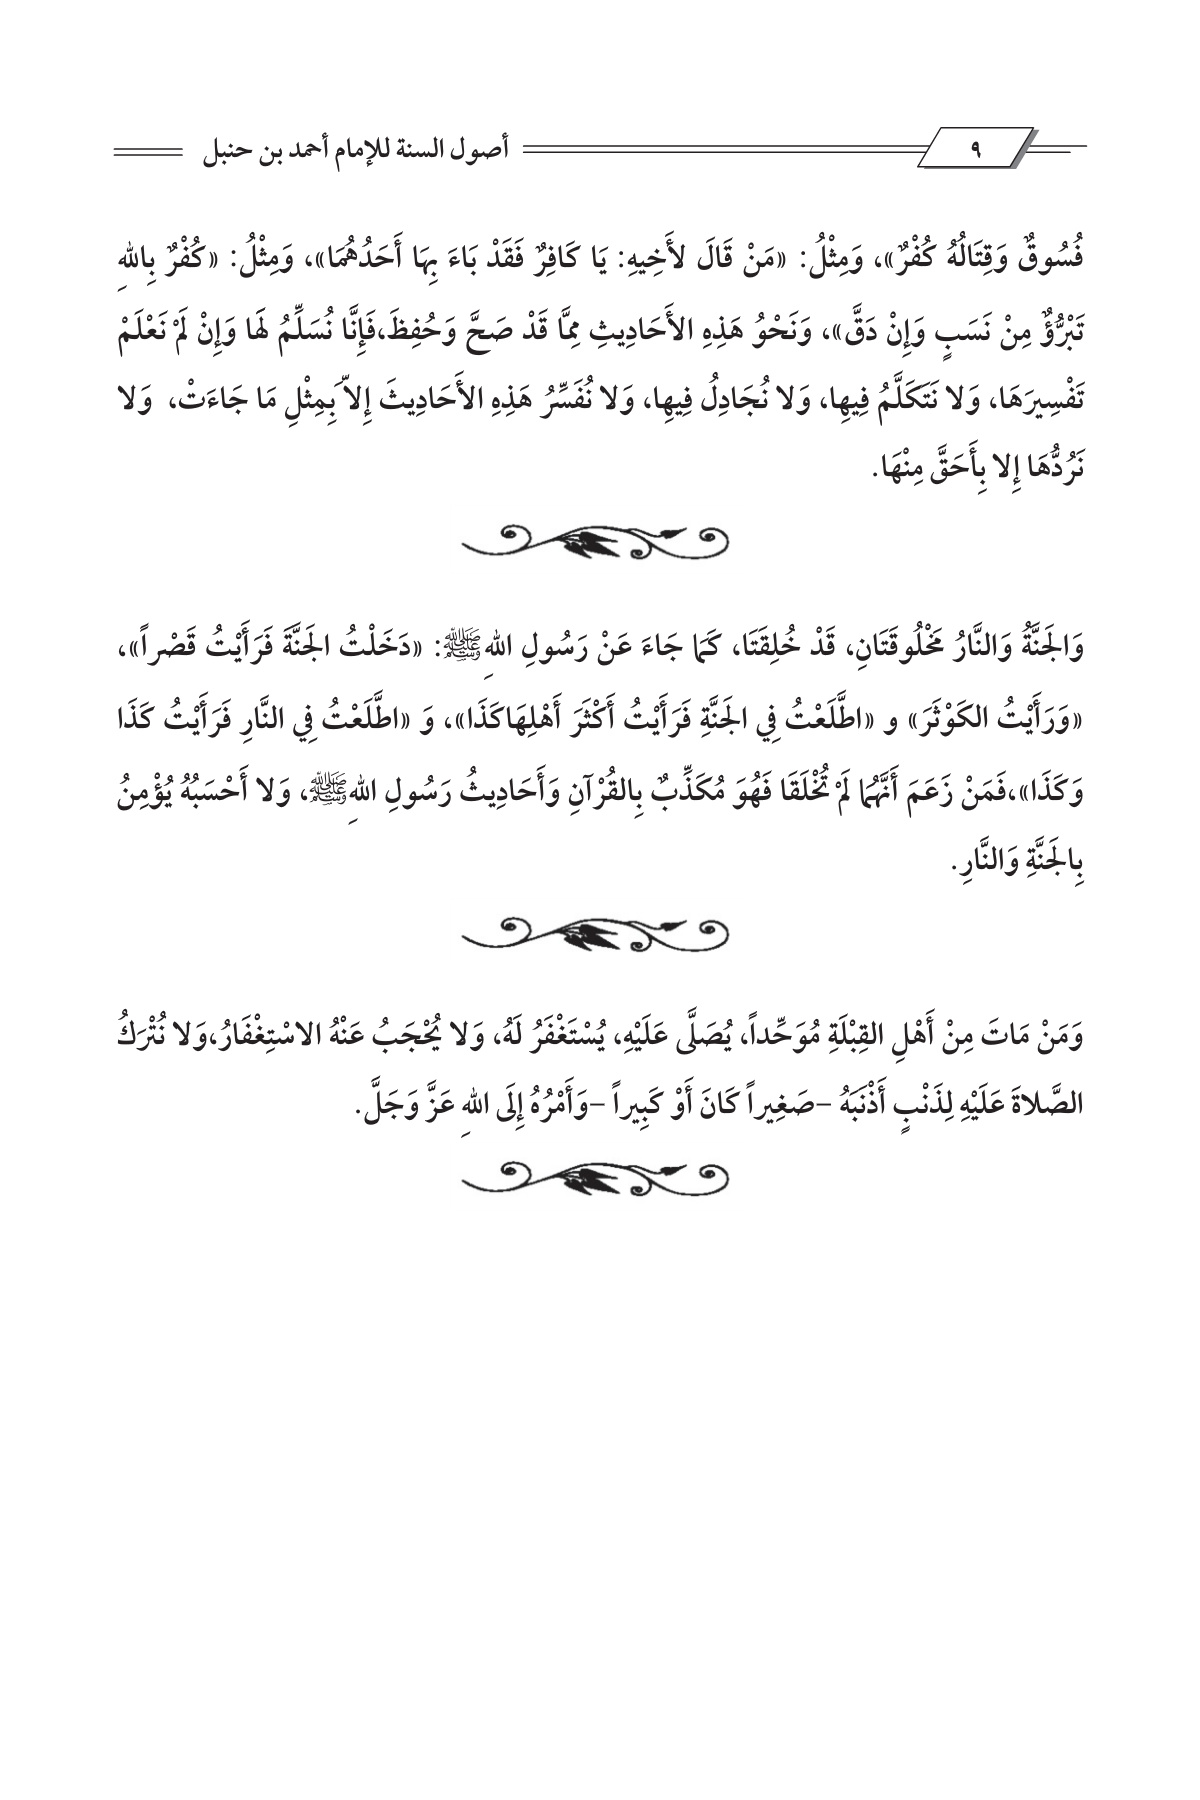 ٩
أصول السنة للإمام أحمد بن حنبل
فُسُوقٌ وَقِتَالُهُ كُفْرٌ»، وَمِثْلُ: «مَنْ قَالَ لأَخِيهِ: يَا كَافِرٌ فَقَدْ بَاءَ بِهَا أَحَدُهُمَا»، وَمِثْلُ: «كُفْرٌ بِاللهِ
تَبْرُؤٌ مِنْ نَسَبٍ وَإِنْ دَقَّ»، وَنَحْوُ هَذِهِ الأَحَادِيثِ مِمَّا قَدْ صَحَّ وَحُفِظَ،فَإِنَّا نُسَلِّمُ لَهَا وَإِنْ لَمْ نَعْلَمْ
تَفْسِيرَهَا، وَلا نَتَكَلَّمُ فِيها، وَلا نُجَادِلُ فِيها، وَلا نُفَسِّرُ هَذِهِ الأَحَادِيثَ إِلاّ بِمِثْلِ مَا جَاءَتْ، وَلا
نَرُدُّهَا إِلا بِأَحَقَّ مِنْهَا.
وَالجَنَّةُ وَالنَّارُ مَخْلُوقَتَانِ، قَدْ خُلِقَتَا، كَمَا جَاءَ عَنْ رَسُولِ اللهِ ﷺ: «دَخَلْتُ الجَنَّةَ فَرَأَيْتُ قَصْراً»،
«وَرَأَيْتُ الكَوْثَرَ» و «اطَّلَعْتُ فِي الجَنَّةِ فَرَأَيْتُ أَكْثَرَ أَهْلِهَاكَذَا»، وَ «اطَّلَعْتُ فِي النَّارِ فَرَأَيْتُ كَذَا
وَكَذَا»،فَمَنْ زَعَمَ أَنَّهُمَا لَمْ تُخْلَقَا فَهُوَ مُكَذِّبٌ بِالقُرْآنِ وَأَحَادِيثُ رَسُولِ اللهِ ﷺ، وَلا أَحْسَبُهُ يُؤْمِنُ
بِالجَنَّةِ وَالنَّارِ.
وَمَنْ مَاتَ مِنْ أَهْلِ القِبْلَةِ مُوَحِّداً، يُصَلَّى عَلَيْهِ، يُسْتَغْفَرُ لَهُ، وَلا يُحْجَبُ عَنْهُ الاسْتِغْفَارُ،وَلا نُتْرَكُ
الصَّلاةَ عَلَيْهِ لِذَنْبٍ أَذْنَبَهُ –صَغِيراً كَانَ أَوْ كَبِيراً –وَأَمْرُهُ إِلَى اللهِ عَزَّ وَجَلَّ.